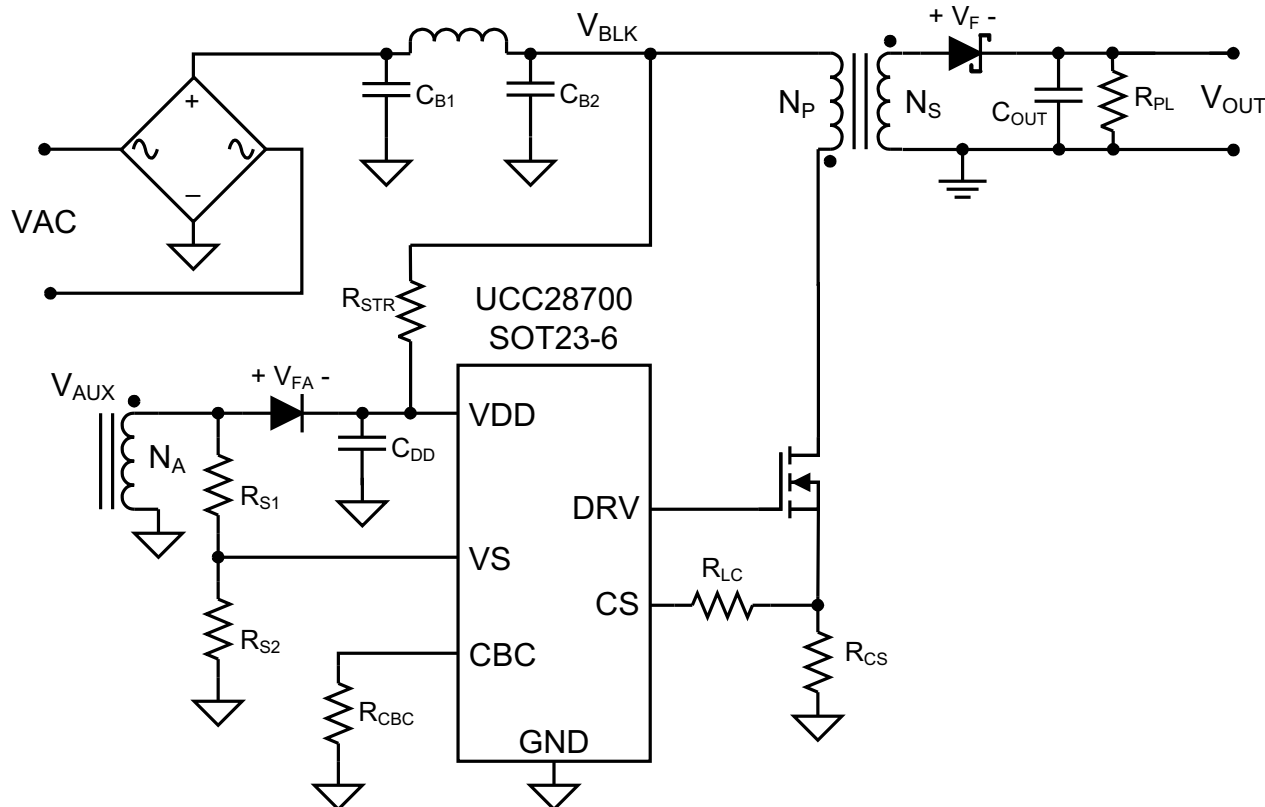 + V_F -
V_BLK
+
C_B1
C_B2
N_P
N_S
C_OUT
R_PL
V_OUT
–
VAC
R_STR
UCC28700
SOT23-6
V_AUX
+ V_FA -
VDD
N_A
C_DD
R_S1
DRV
VS
R_LC
CS
R_S2
CBC
R_CS
R_CBC
GND